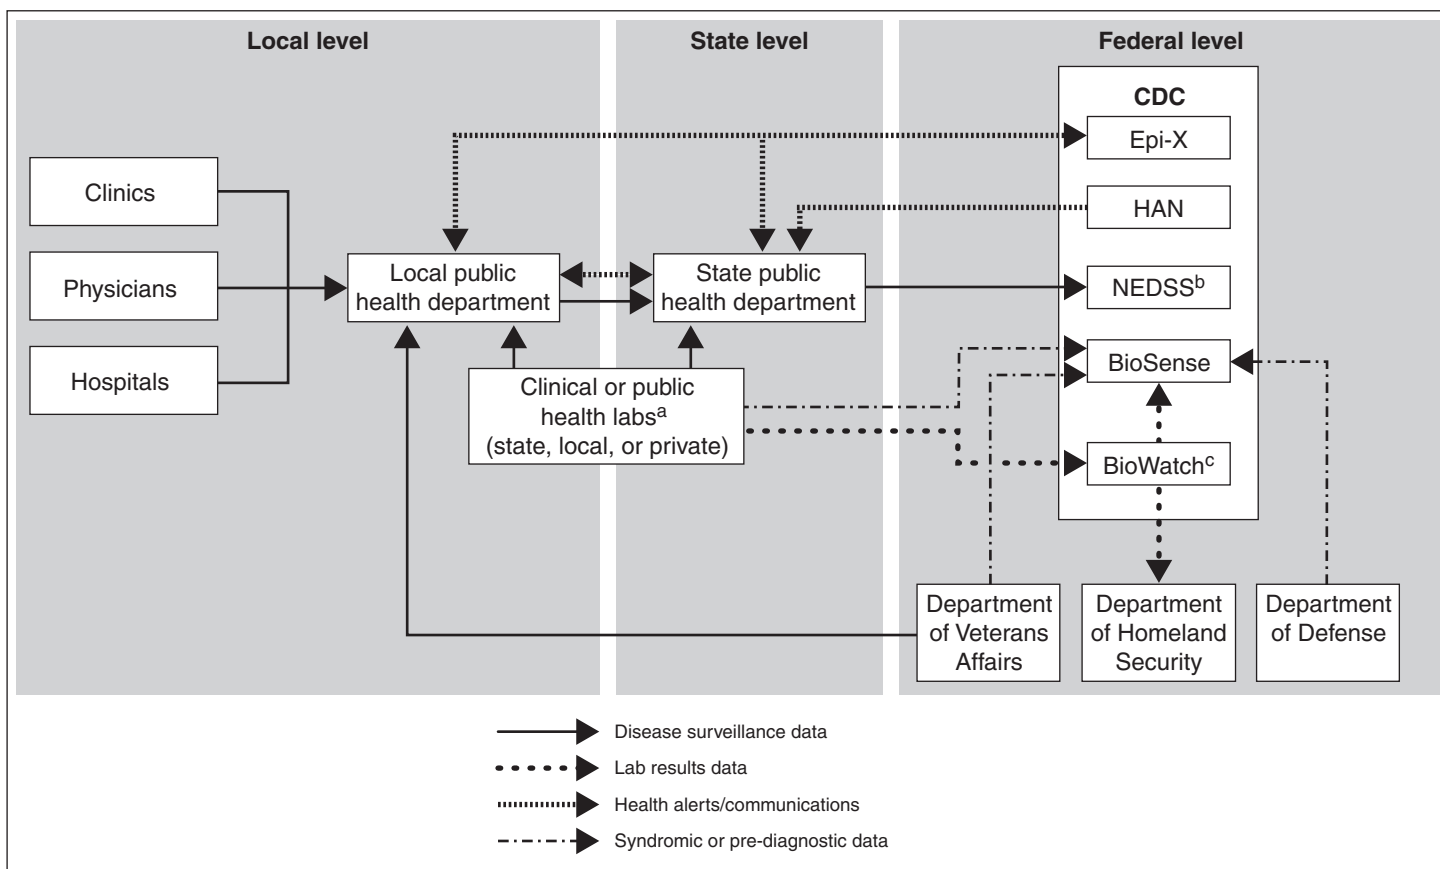 Local level
State level
Federal level
CDC
Epi-X
Clinics
HAN
Local public
health department
State public
health department
Physicians
NEDSSb
BioSense
Hospitals
Clinical or public
health labsa
(state, local, or private)
BioWatchc
Department
of Veterans
Affairs
Department
of Homeland
Security
Department
of Defense
Disease surveillance data
Lab results data
Health alerts/communications
Syndromic or pre-diagnostic data